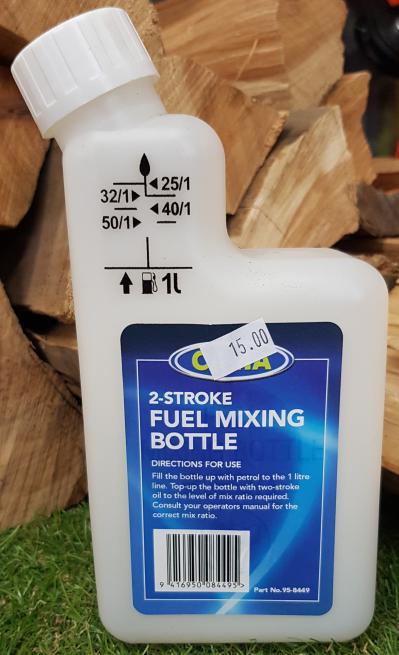 25/1
32/1
40/1
50/1
1l
15.00
2-STROKE
FUEL MIXING
BOTTLE
DIRECTIONS FOR USE
Fill the bottle up with petrol to the 1 litre
line. Top-up the bottle with two-stroke
oil to the level of mix ratio required.
Consult your operators manual for the
correct mix ratio.
9 416950 084495 >
Part No.95-8449